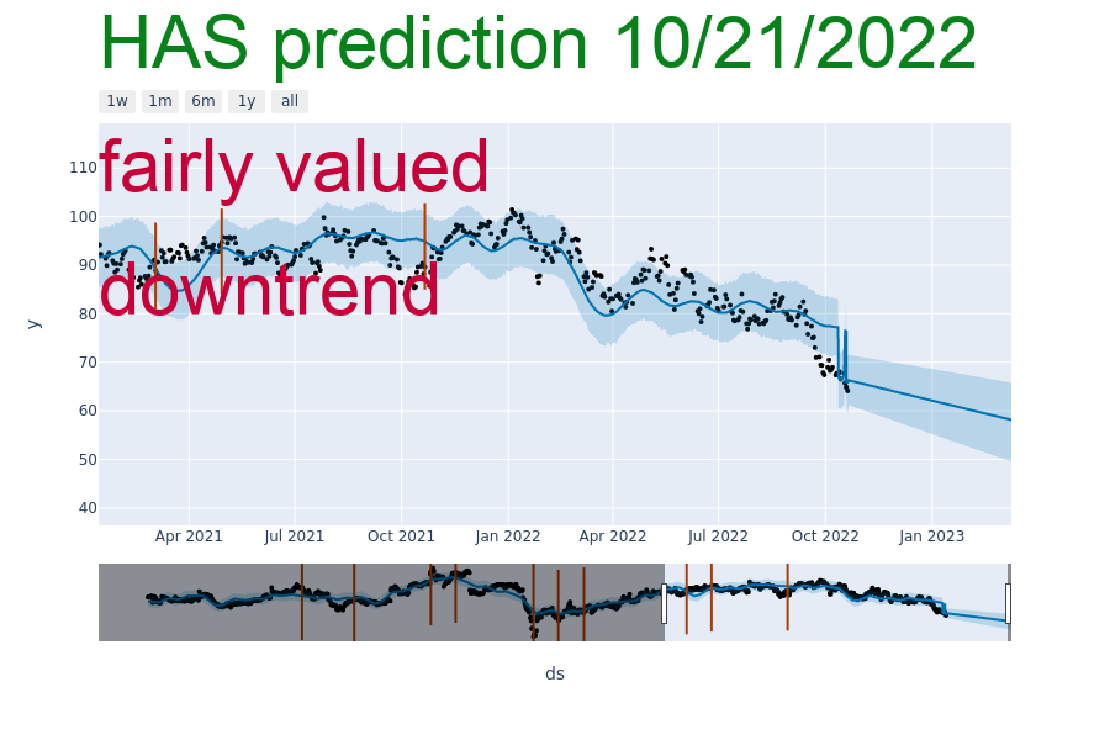 HAS prediction 10/21/2022
1w 1m 6m 1y all
fairly valued
downtrend
110
100
90
80
70
60
50
40
y
Apr 2021 Jul 2021 Oct 2021 Jan 2022 Apr 2022 Jul 2022 Oct 2022 Jan 2023
ds